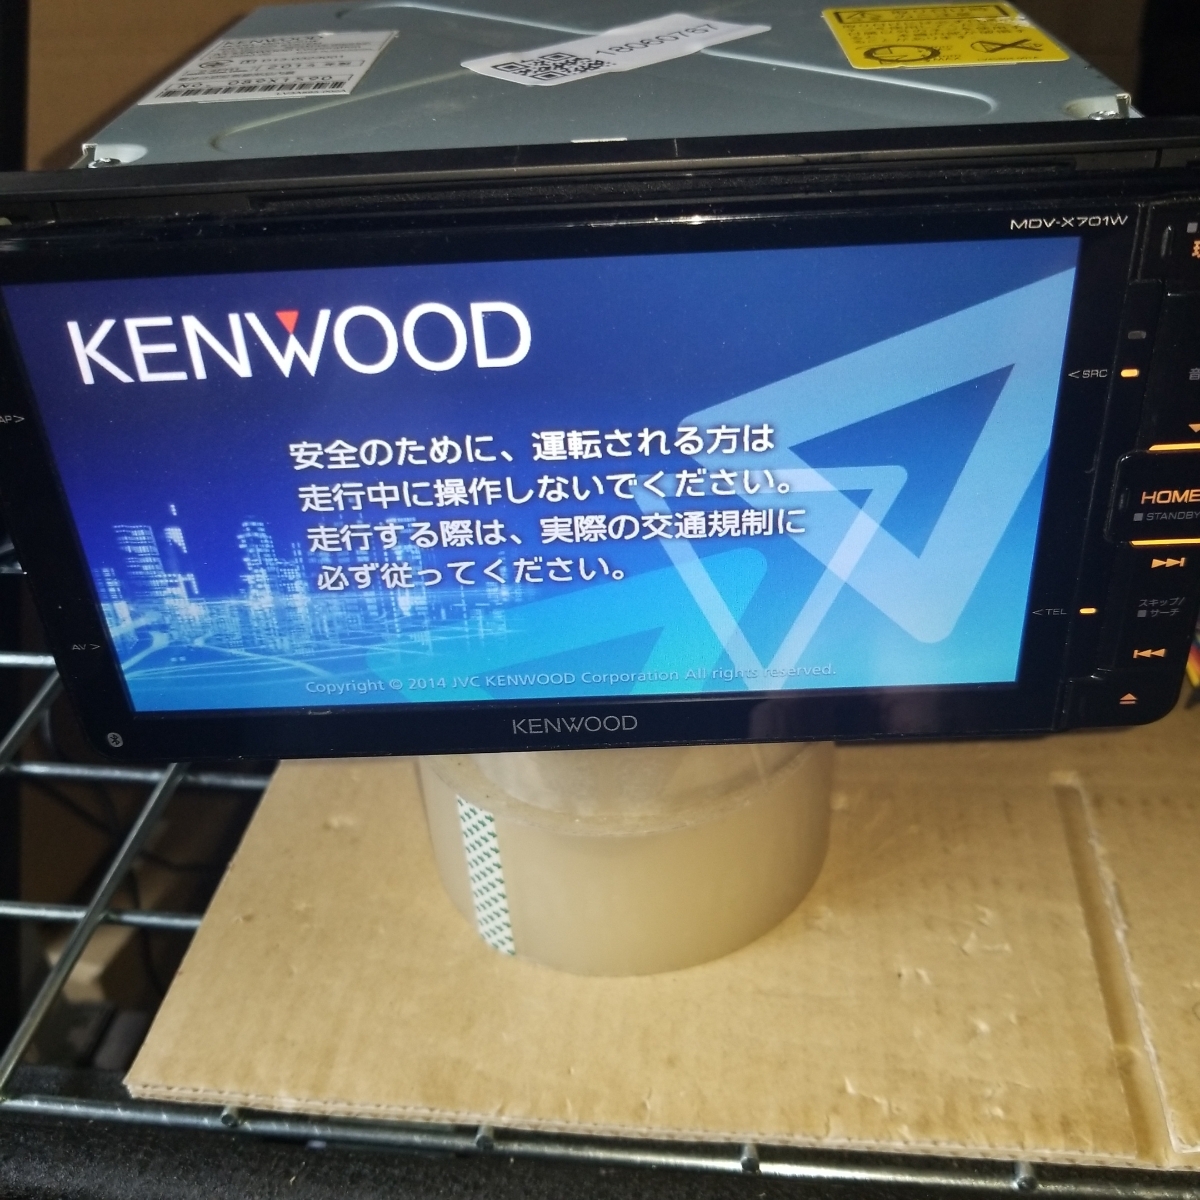 18060767
MDV-X701W
KENWOOD
安全のために、運転される方は
走行中に操作しないでください。
走行する際は、実際の交通規制に
必ず従ってください。
Copyright © 2014 JVC KENWOOD Corporation All rights reserved.
KENWOOD
AV >
< SRC
HOME
STANDBY
スキップ/
サーチ
< TEL